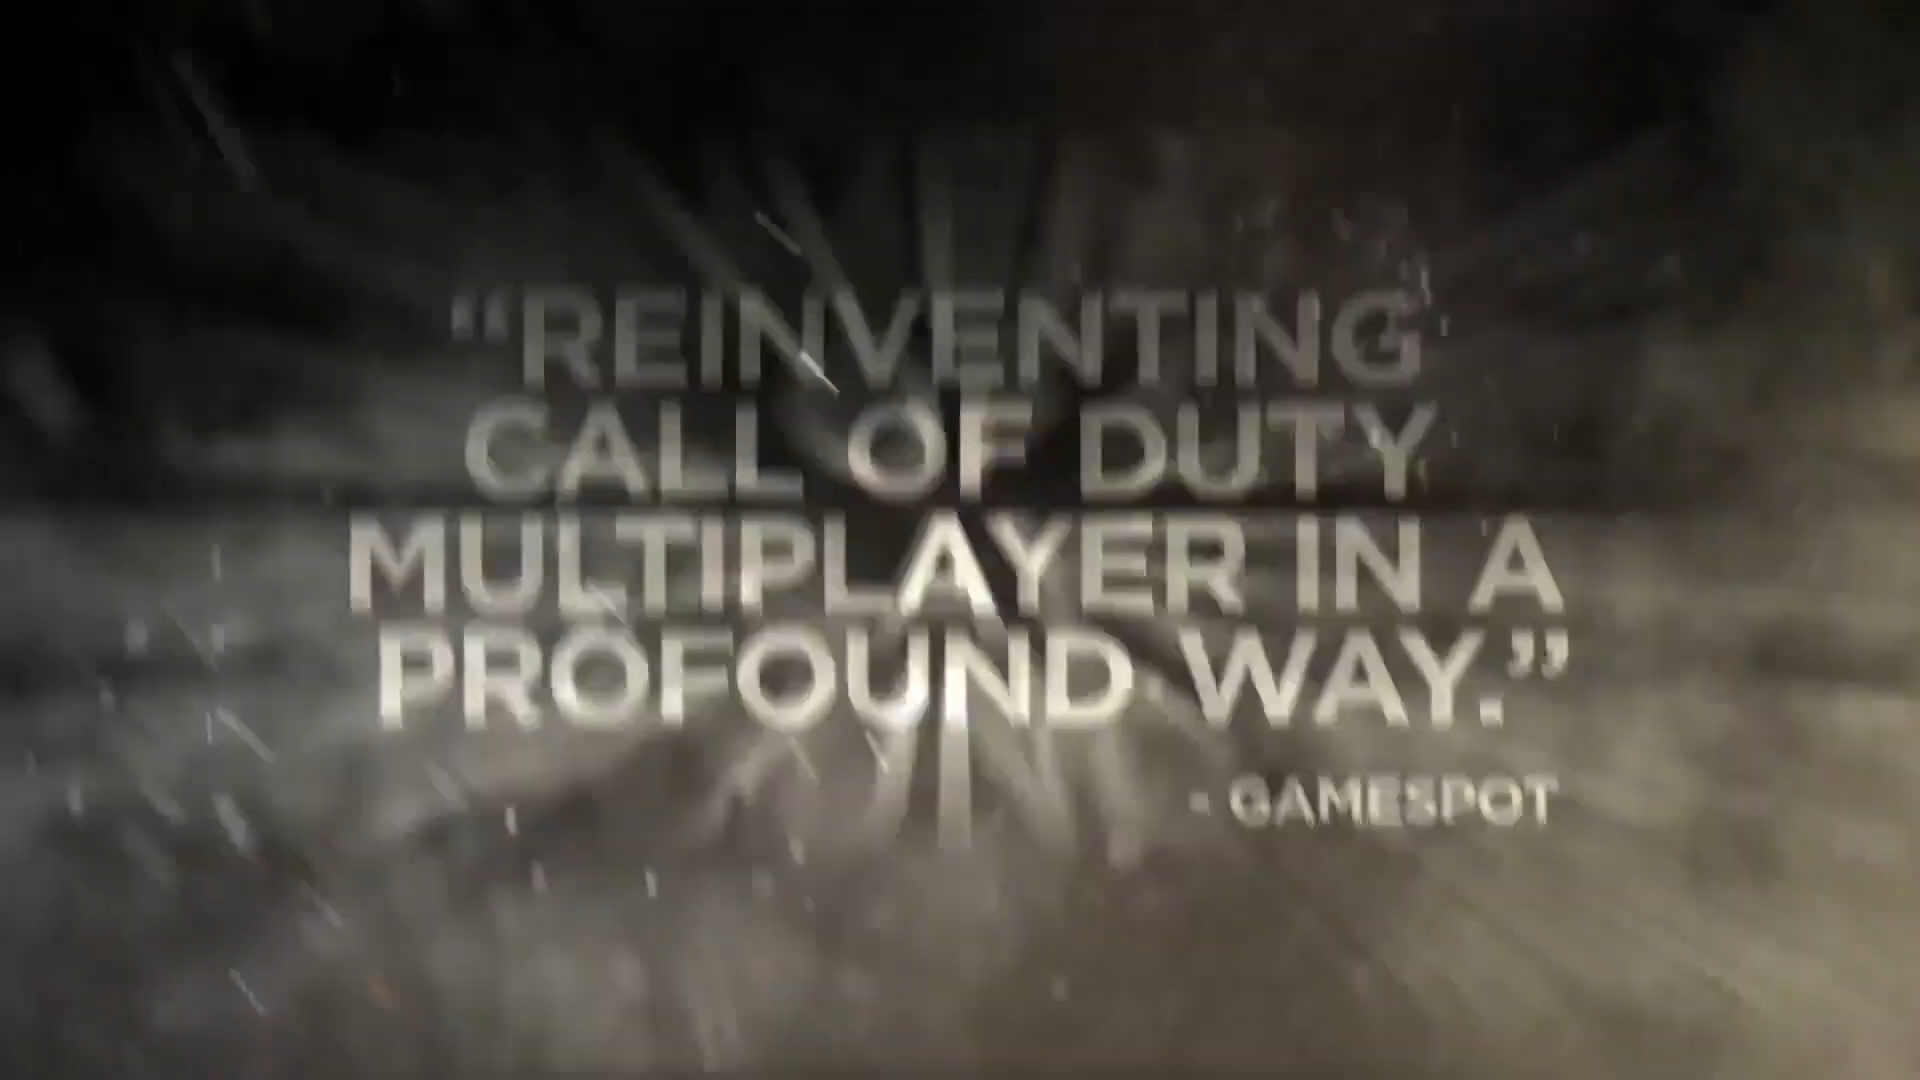 “REINVENTING
CALL OF DUTY
MULTIPLAYER IN A
PROFOUND WAY.”
- GAMESPOT